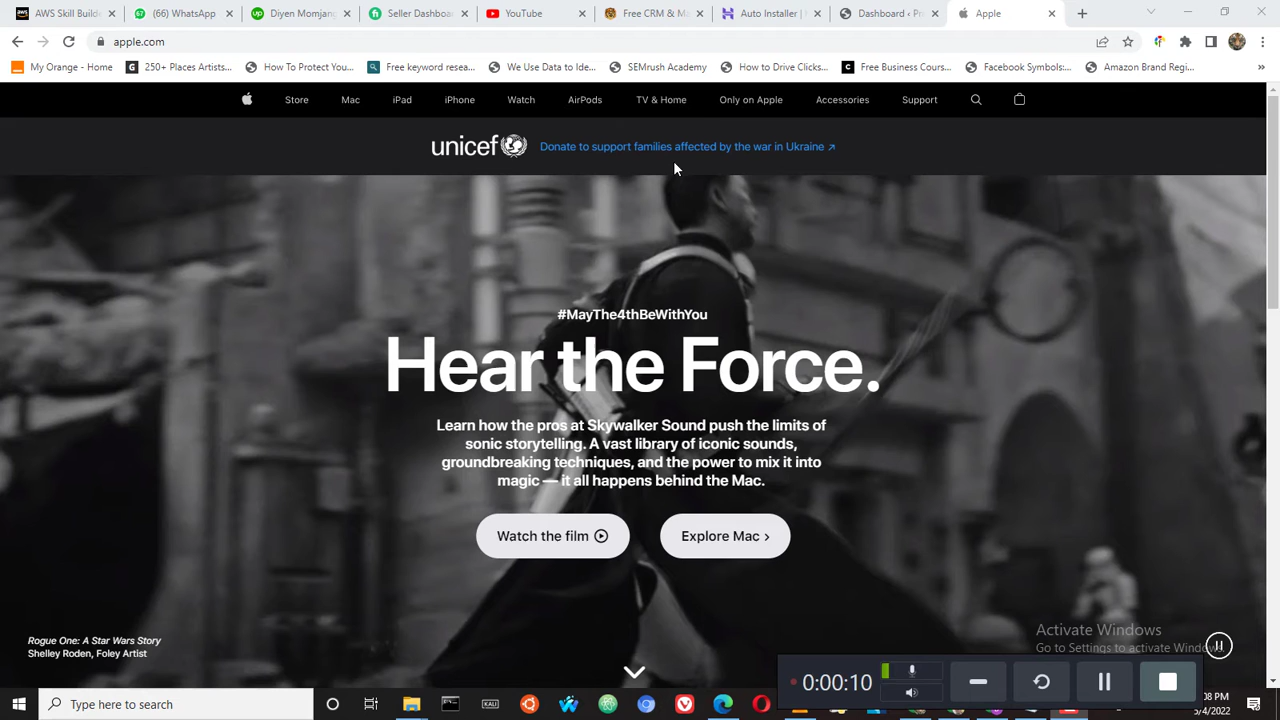 AWS Skill Builde
(66) WhatsApp
Seller Dashboa
YouTube
Free CRM & M
Auto Installer |
Apple
apple.com
My Orange - Home
250+ Places Artists...
How To Protect You...
Free keyword resea...
We Use Data to Ide...
SEMrush Academy
How to Drive Clicks...
Free Business Cours...
Facebook Symbols:...
Amazon Brand Regi...
Store Mac iPad iPhone Watch AirPods TV & Home Only on Apple Accessories Support
unicef Donate to support families affected by the war in Ukraine
#MayThe4thBeWithYou
Hear the Force.
Learn how the pros at Skywalker Sound push the limits of
sonic storytelling. A vast library of iconic sounds,
groundbreaking techniques, and the power to mix it into
magic — it all happens behind the Mac.
Watch the film
Explore Mac
Rogue One: A Star Wars Story
Shelley Roden, Foley Artist
Activate Windows
Go to Settings to activate Windows.
0:00:10
Type here to search
KALI
:08 PM
5/4/2022